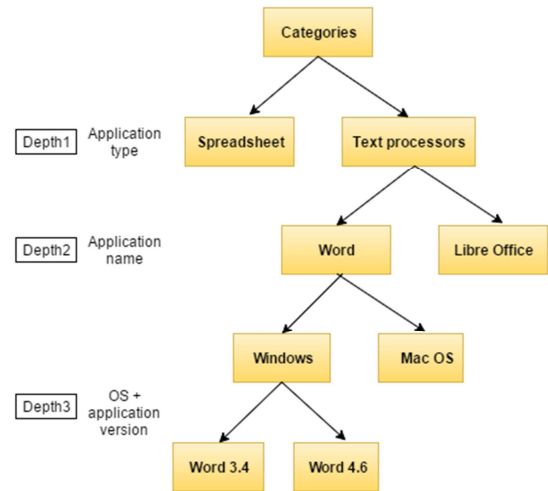 Categories
Depth1
Application
type
Spreadsheet
Text processors
Depth2
Application
name
Word
Libre Office
Windows
Mac OS
Depth3
OS +
application
version
Word 3.4
Word 4.6